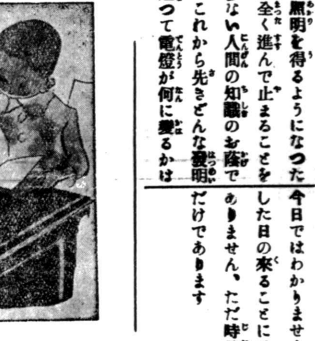 照明を得るようになつた
全く進んで止まることを
ない人間の知識のお蔭で
これから先きどんな發明
つて電燈が何に變るかは
今日ではわかりませ
した日の來ることに
ありません、ただ時
だけであります